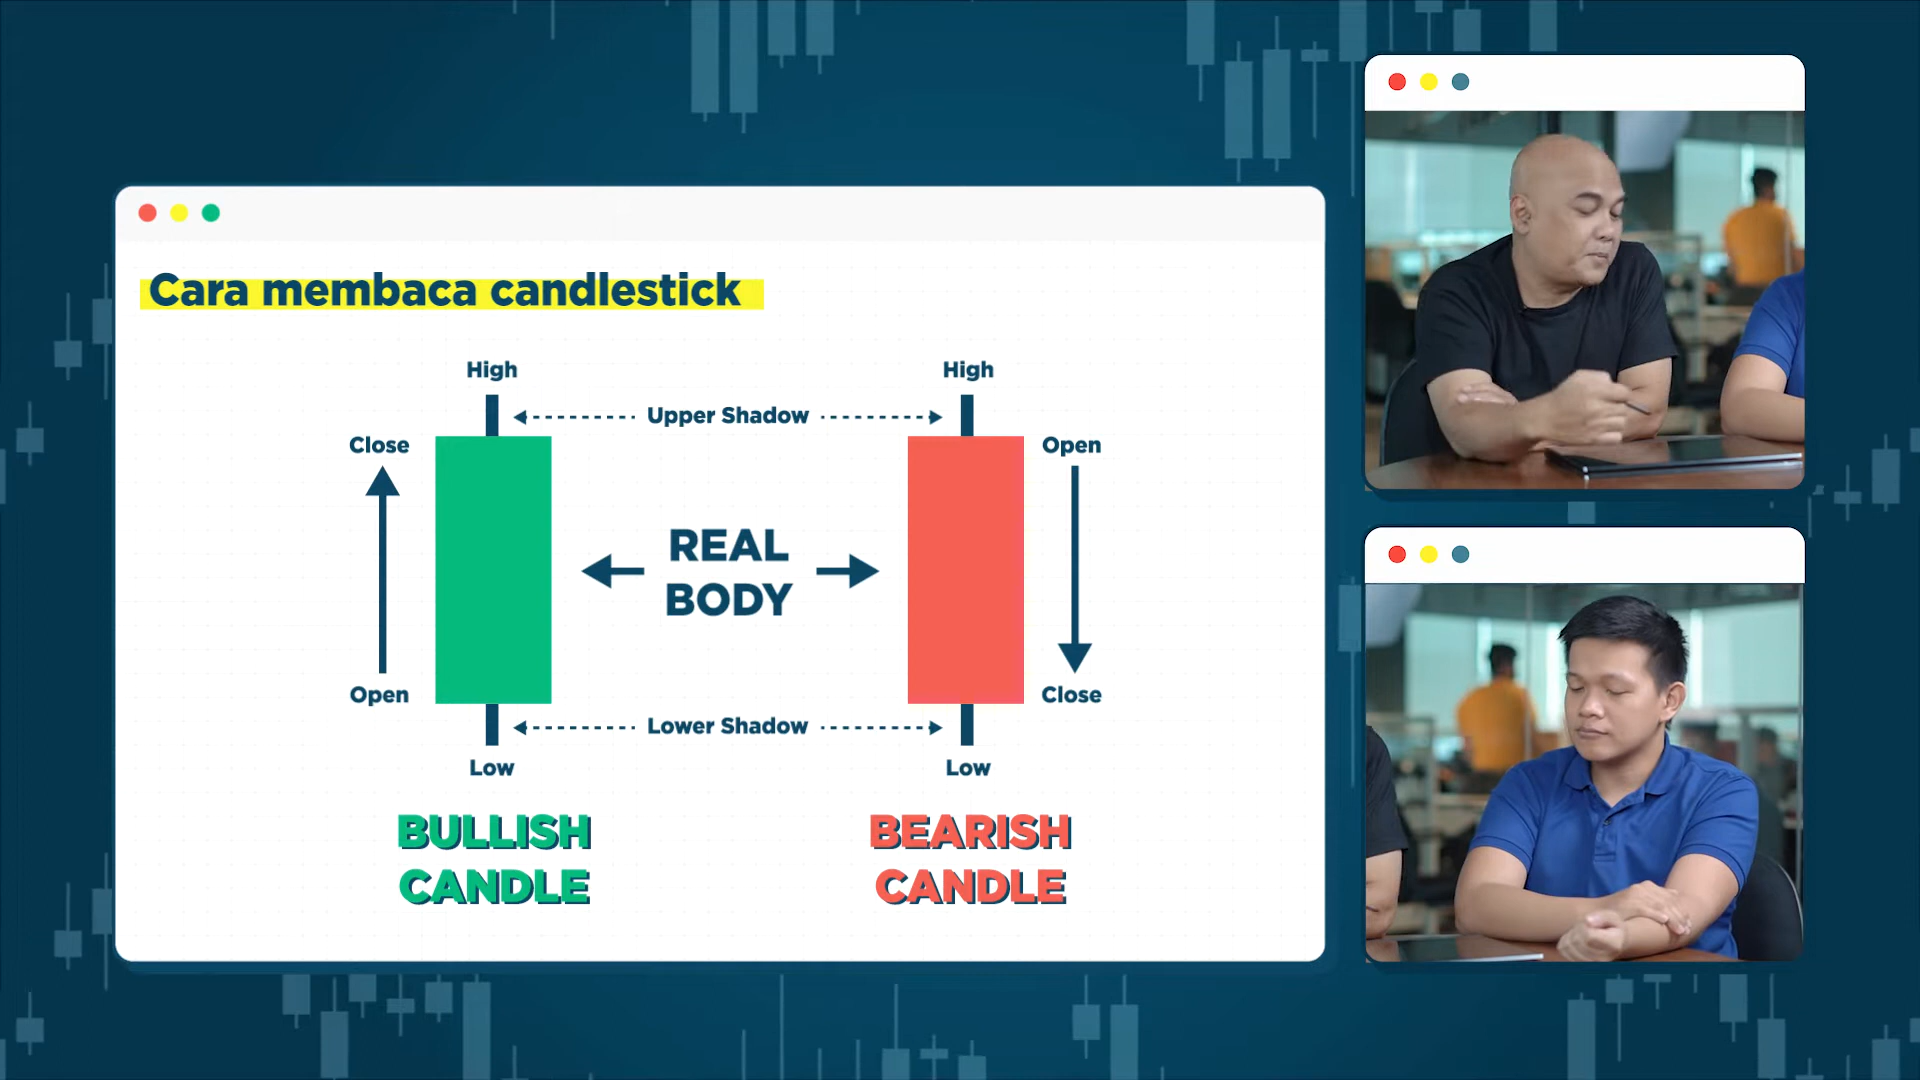 Cara membaca candlestick
High
High
Upper Shadow
Close
Open
REAL
BODY
Open
Close
Lower Shadow
Low
Low
BULLISH
CANDLE
BEARISH
CANDLE